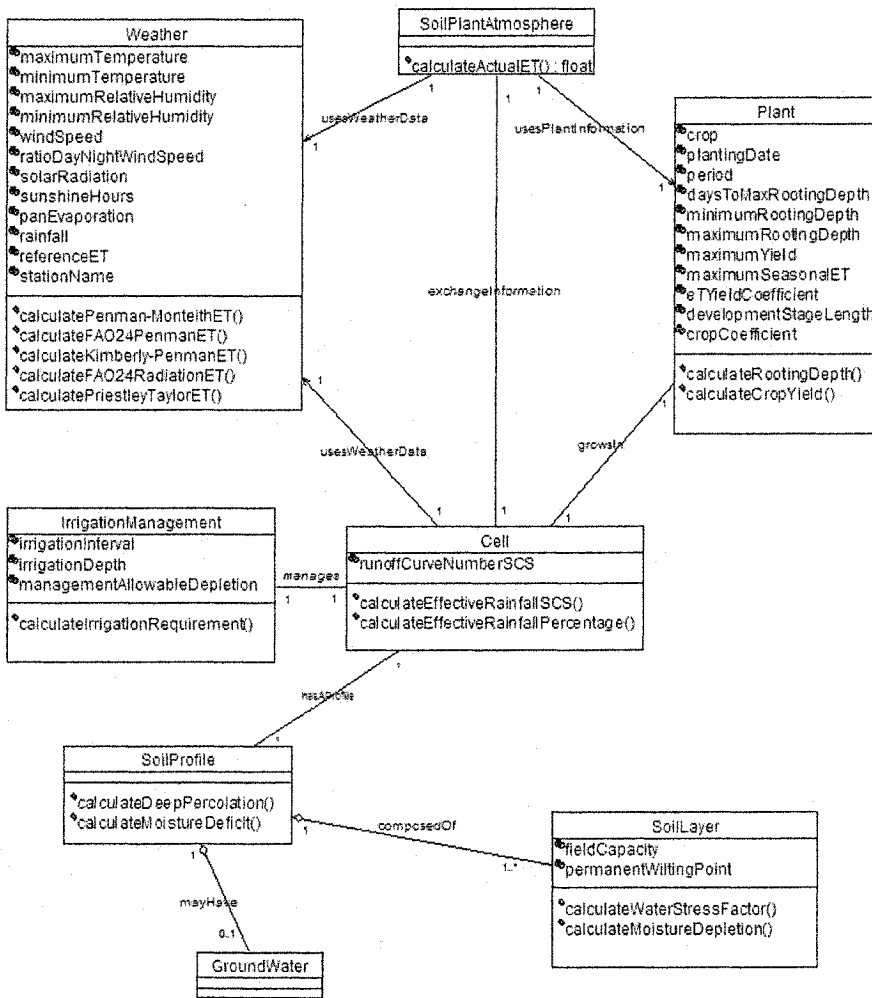 Weather
maximumTemperature
minimumTemperature
maximumRelativeHumidity
minimumRelativeHumidity
windSpeed
ratioDayNightWindSpeed
solarRadiation
sunshineHours
panEvaporation
rainfall
referenceET
stationName
calculatePenman-MonteithET()
calculateFAO24PenmanET()
calculateKimberly-PenmanET()
calculateFAO24RadiationET()
calculatePriestleyTaylorET()
SoilPlantAtmosphere
calculateActualET() : float
1
1
1
usesWeatherData
1
usesPlantInformation
1
Plant
crop
plantingDate
period
daysToMaxRootingDepth
minimumRootingDepth
maximumRootingDepth
maximumYield
maximumSeasonalET
eTYieldCoefficient
developmentStageLength
cropCoefficient
calculateRootingDepth()
calculateCropYield()
exchangeInformation
1
1
usesWeatherData
growsIn
1
1
1
IrrigationManagement
irrigationInterval
irrigationDepth
managementAllowableDepletion
calculateIrrigationRequirement()
manages
1
1
Cell
runoffCurveNumberSCS
calculateEffectiveRainfallSCS()
calculateEffectiveRainfallPercentage()
1
hasAProfile
1
SoilProfile
calculateDeepPercolation()
calculateMoistureDeficit()
1
composedOf
1..*
SoilLayer
fieldCapacity
permanentWiltingPoint
calculateWaterStressFactor()
calculateMoistureDepletion()
1
mayHave
0..1
GroundWater